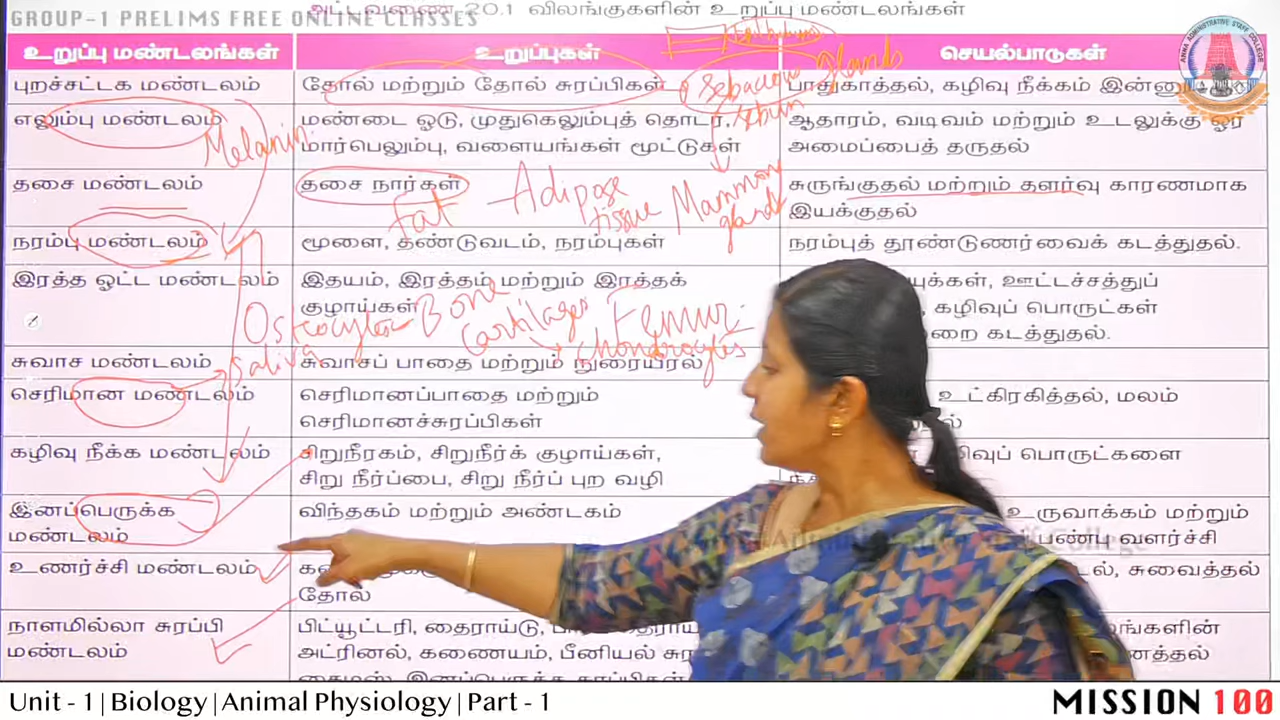 GROUP-1 PRELIMS FREE ONLINE CLASSES
அட்டவணை 20.1 விலங்குகளின் உறுப்பு மண்டலங்கள்
உறுப்பு மண்டலங்கள் உறுப்புகள் செயல்பாடுகள்
புறச்சட்டக மண்டலம் தோல் மற்றும் தோல் சுரப்பிகள் பாதுகாத்தல், கழிவு நீக்கம்
Sebaceous glands
sebum
எலும்பு மண்டலம் மண்டை ஓடு, முதுகெலும்புத் தொடர், ஆதாரம், வடிவம் மற்றும் உடலுக்கு ஓர்
மார்பெலும்பு, வளையங்கள் மூட்டுகள் அமைப்பைத் தருதல்
Melanin
தசை மண்டலம் தசை நார்கள் சுருங்குதல் மற்றும் தளர்வு காரணமாக
இயக்குதல்
Fat Adipose tissue Mammary glands
நரம்பு மண்டலம் மூளை, தண்டுவடம், நரம்புகள் நரம்புத் தூண்டுணர்வைக் கடத்துதல்.
இரத்த ஓட்ட மண்டலம் இதயம், இரத்தம் மற்றும் இரத்தக் ஊட்டச்சத்துப்
குழாய்கள் கழிவுப் பொருட்கள்
கடத்துதல்.
Osteocytes Bone Cartilages Femur
Saliva Chondrocytes
சுவாச மண்டலம் சுவாசப் பாதை மற்றும் நுரையீரல்
செரிமான மண்டலம் செரிமானப்பாதை மற்றும் உட்கிரகித்தல், மலம்
செரிமானச்சுரப்பிகள்
கழிவு நீக்க மண்டலம் சிறுநீரகம், சிறுநீர்க் குழாய்கள், பொருட்களை
சிறு நீர்ப்பை, சிறு நீர்ப் புற வழி
இனப்பெருக்க விந்தகம் மற்றும் அண்டகம் உருவாக்கம் மற்றும்
மண்டலம் பண்பு வளர்ச்சி
உணர்ச்சி மண்டலம் சுவைத்தல்
தோல்
நாளமில்லா சுரப்பி பிட்யூட்டரி, தைராய்டு,
மண்டலம் அட்ரினல், கணையம், பீனியல்
Unit - 1 | Biology | Animal Physiology | Part - 1
MISSION 100